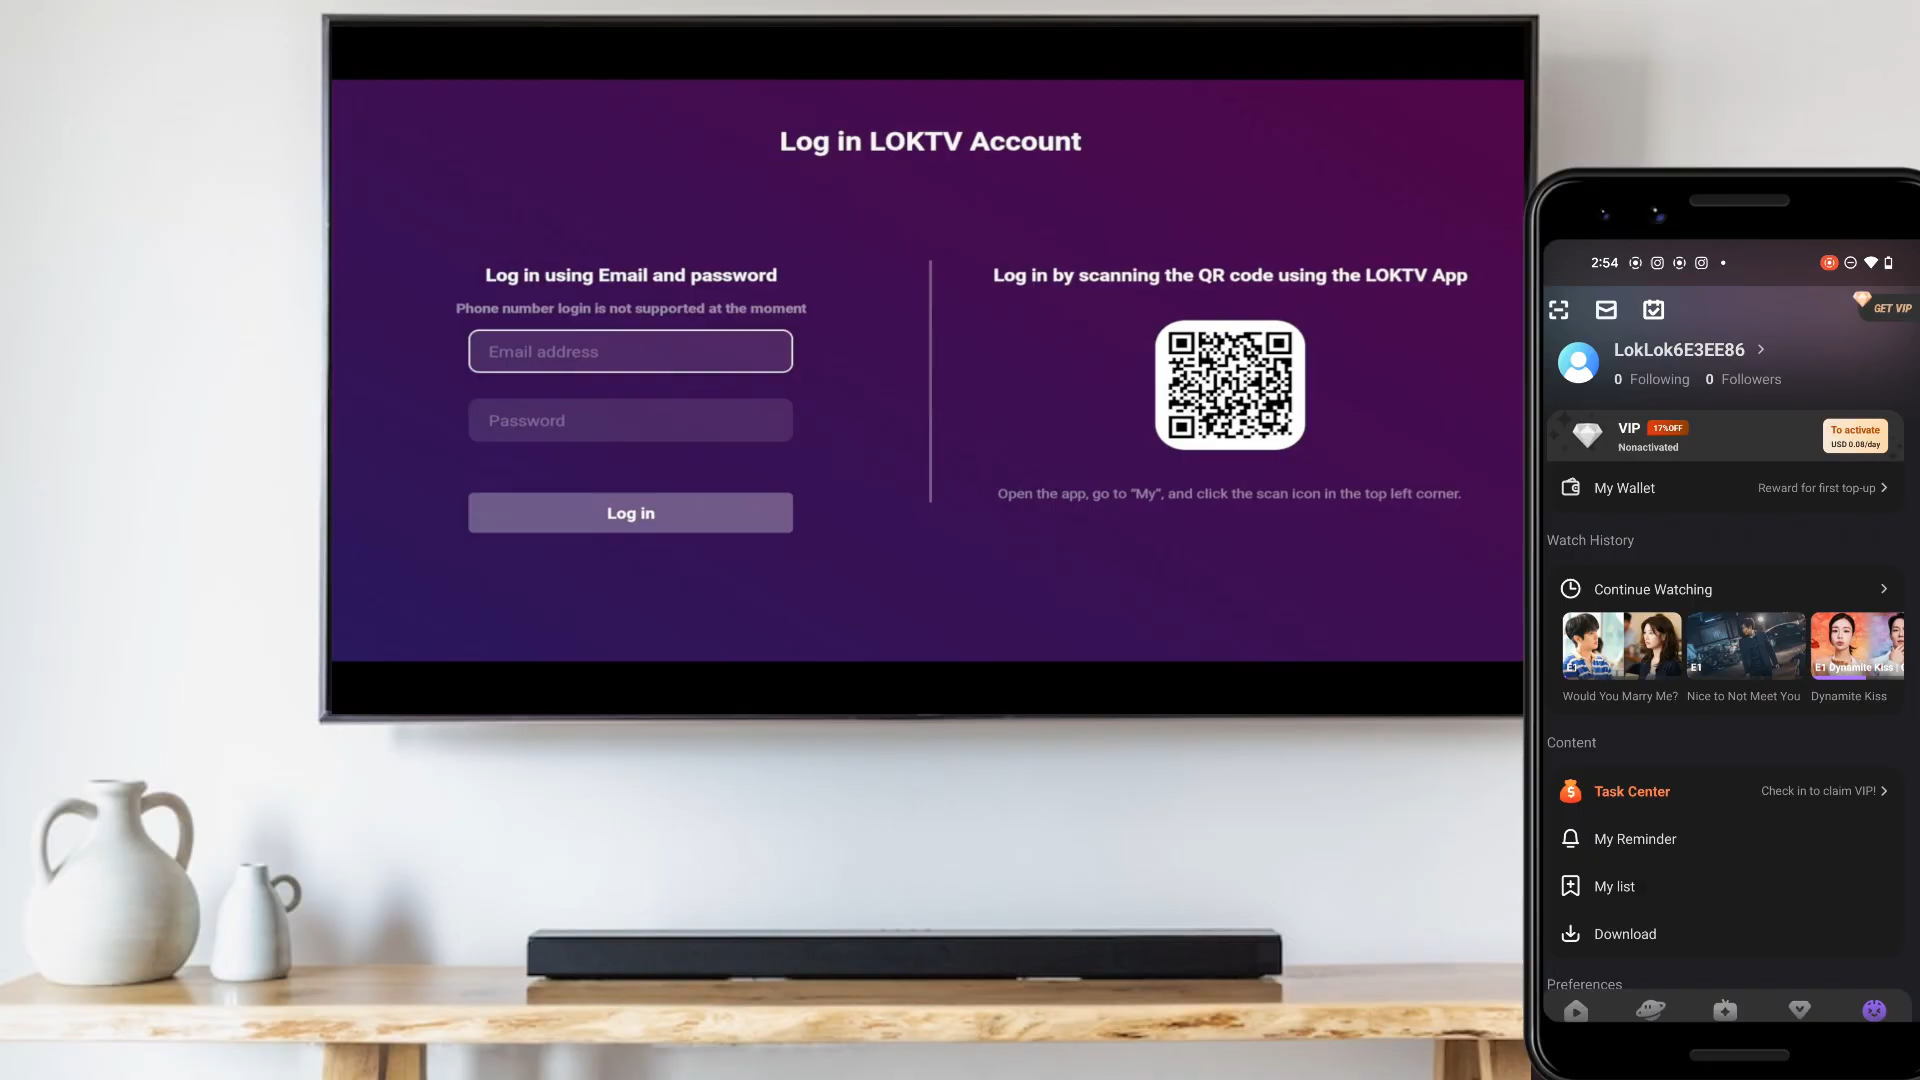 Log in LOKTV Account
Log in using Email and password
Phone number login is not supported at the moment
Email address
Password
Log in
Log in by scanning the QR code using the LOKTV App
Open the app, go to “My”, and click the scan icon in the top left corner.
2:54
GET VIP
LokLok6E3EE86
0 Following 0 Followers
VIP 17%OFF
Nonactivated
To activate
USD 0.08/day
My Wallet
Reward for first top-up
Watch History
Continue Watching
E1
E1
E1 Dynamite Kiss
Would You Marry Me?
Nice to Not Meet You
Dynamite Kiss
Content
Task Center
Check in to claim VIP!
My Reminder
My list
Download
Preferences